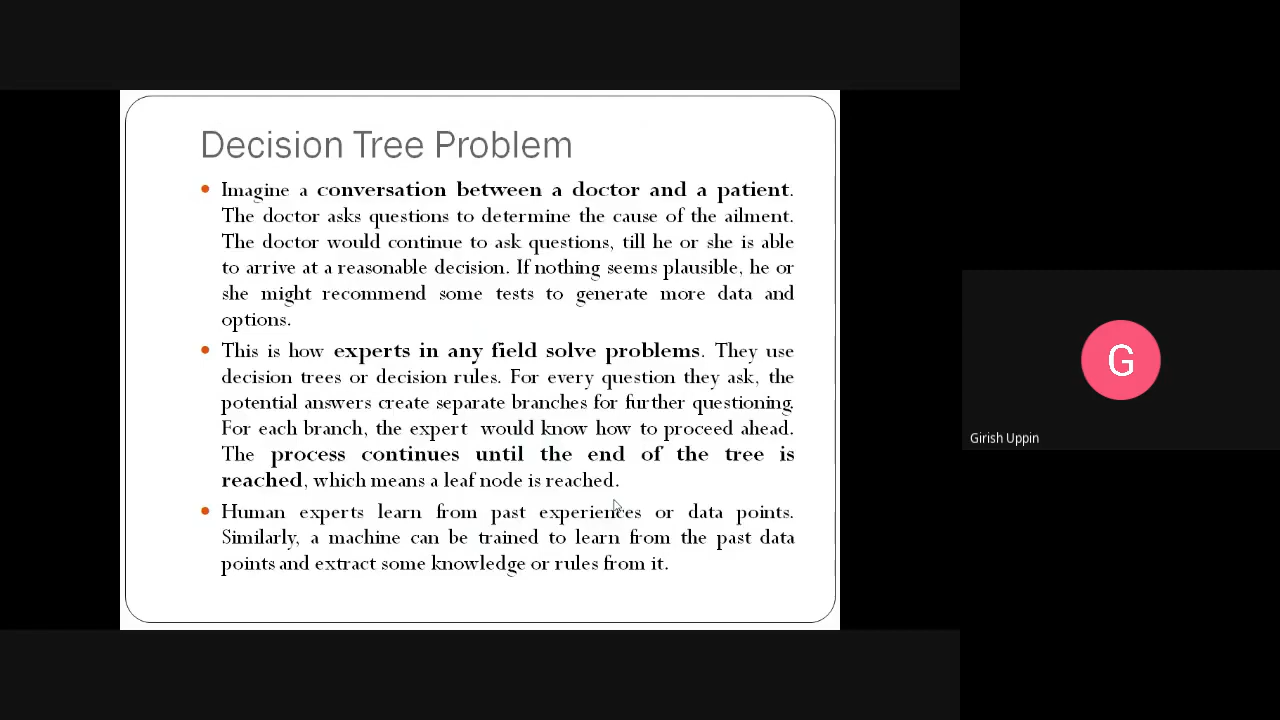 Decision Tree Problem
Imagine a conversation between a doctor and a patient.
The doctor asks questions to determine the cause of the ailment.
The doctor would continue to ask questions, till he or she is able
to arrive at a reasonable decision. If nothing seems plausible, he or
she might recommend some tests to generate more data and
options.
This is how experts in any field solve problems. They use
decision trees or decision rules. For every question they ask, the
potential answers create separate branches for further questioning.
For each branch, the expert would know how to proceed ahead.
The process continues until the end of the tree is
reached, which means a leaf node is reached.
Human experts learn from past experiences or data points.
Similarly, a machine can be trained to learn from the past data
points and extract some knowledge or rules from it.
G
Girish Uppin